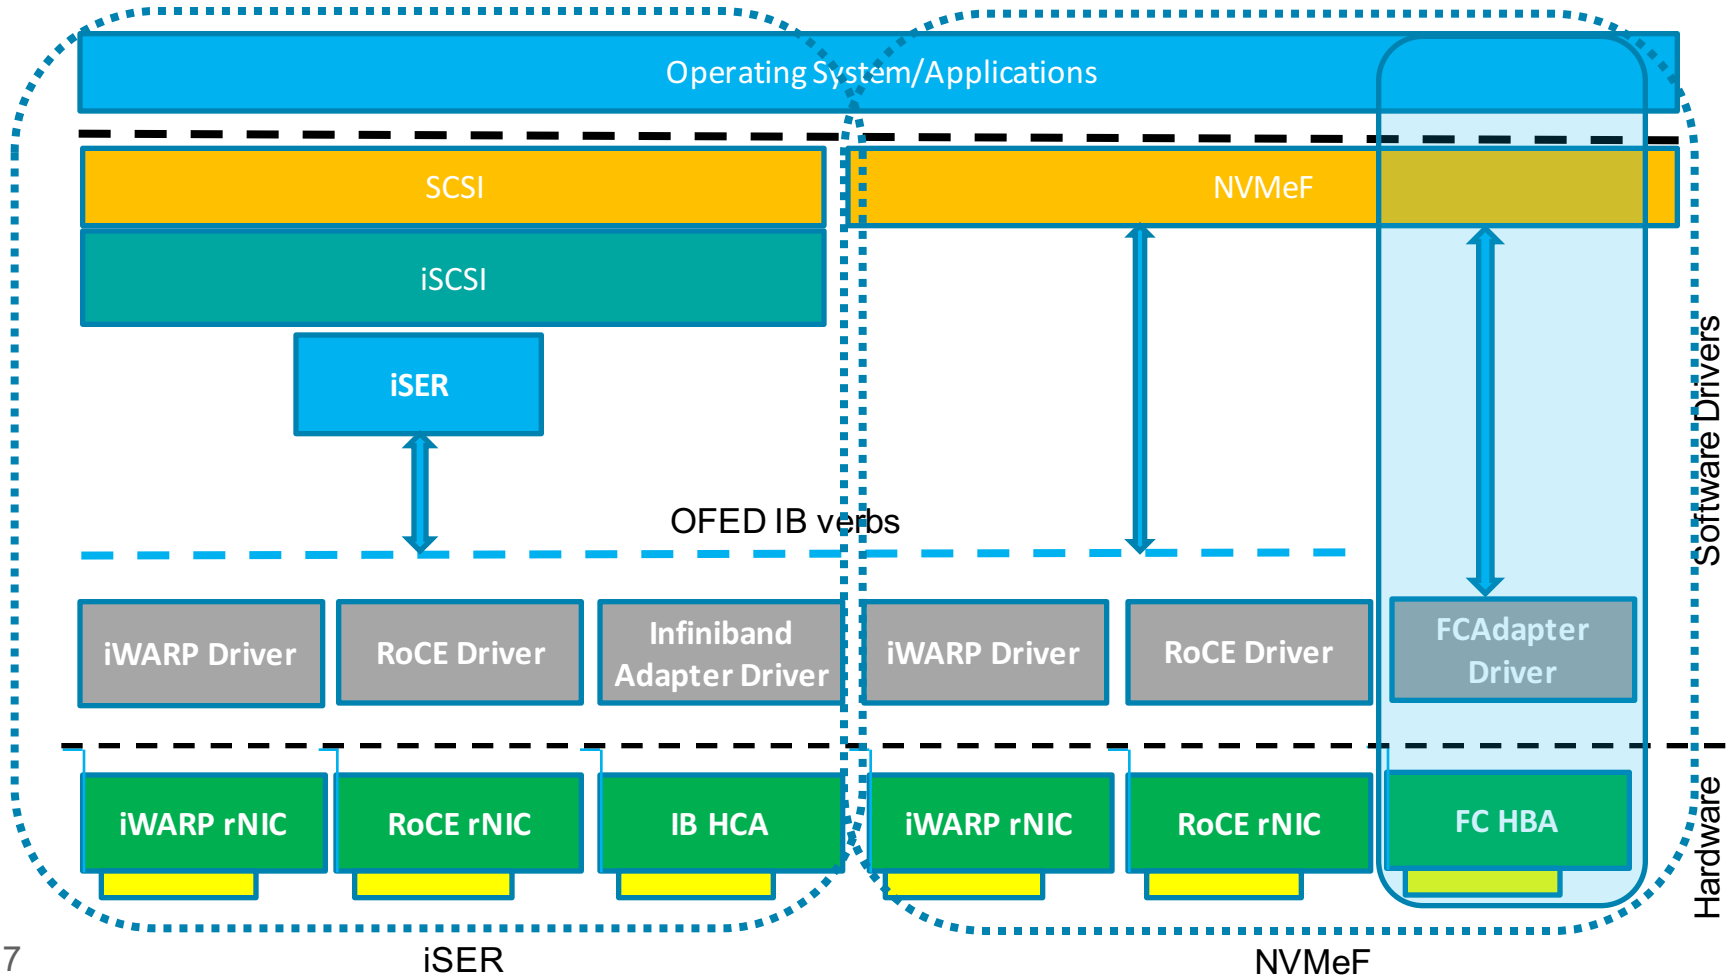 Operating System/Applications
SCSI
NVMeF
iSCSI
iSER
OFED IB verbs
iWARP Driver
RoCE Driver
Infiniband
Adapter Driver
iWARP Driver
RoCE Driver
FCAdapter
Driver
Software Drivers
iWARP rNIC
RoCE rNIC
IB HCA
iWARP rNIC
RoCE rNIC
FC HBA
Hardware
iSER
NVMeF
7